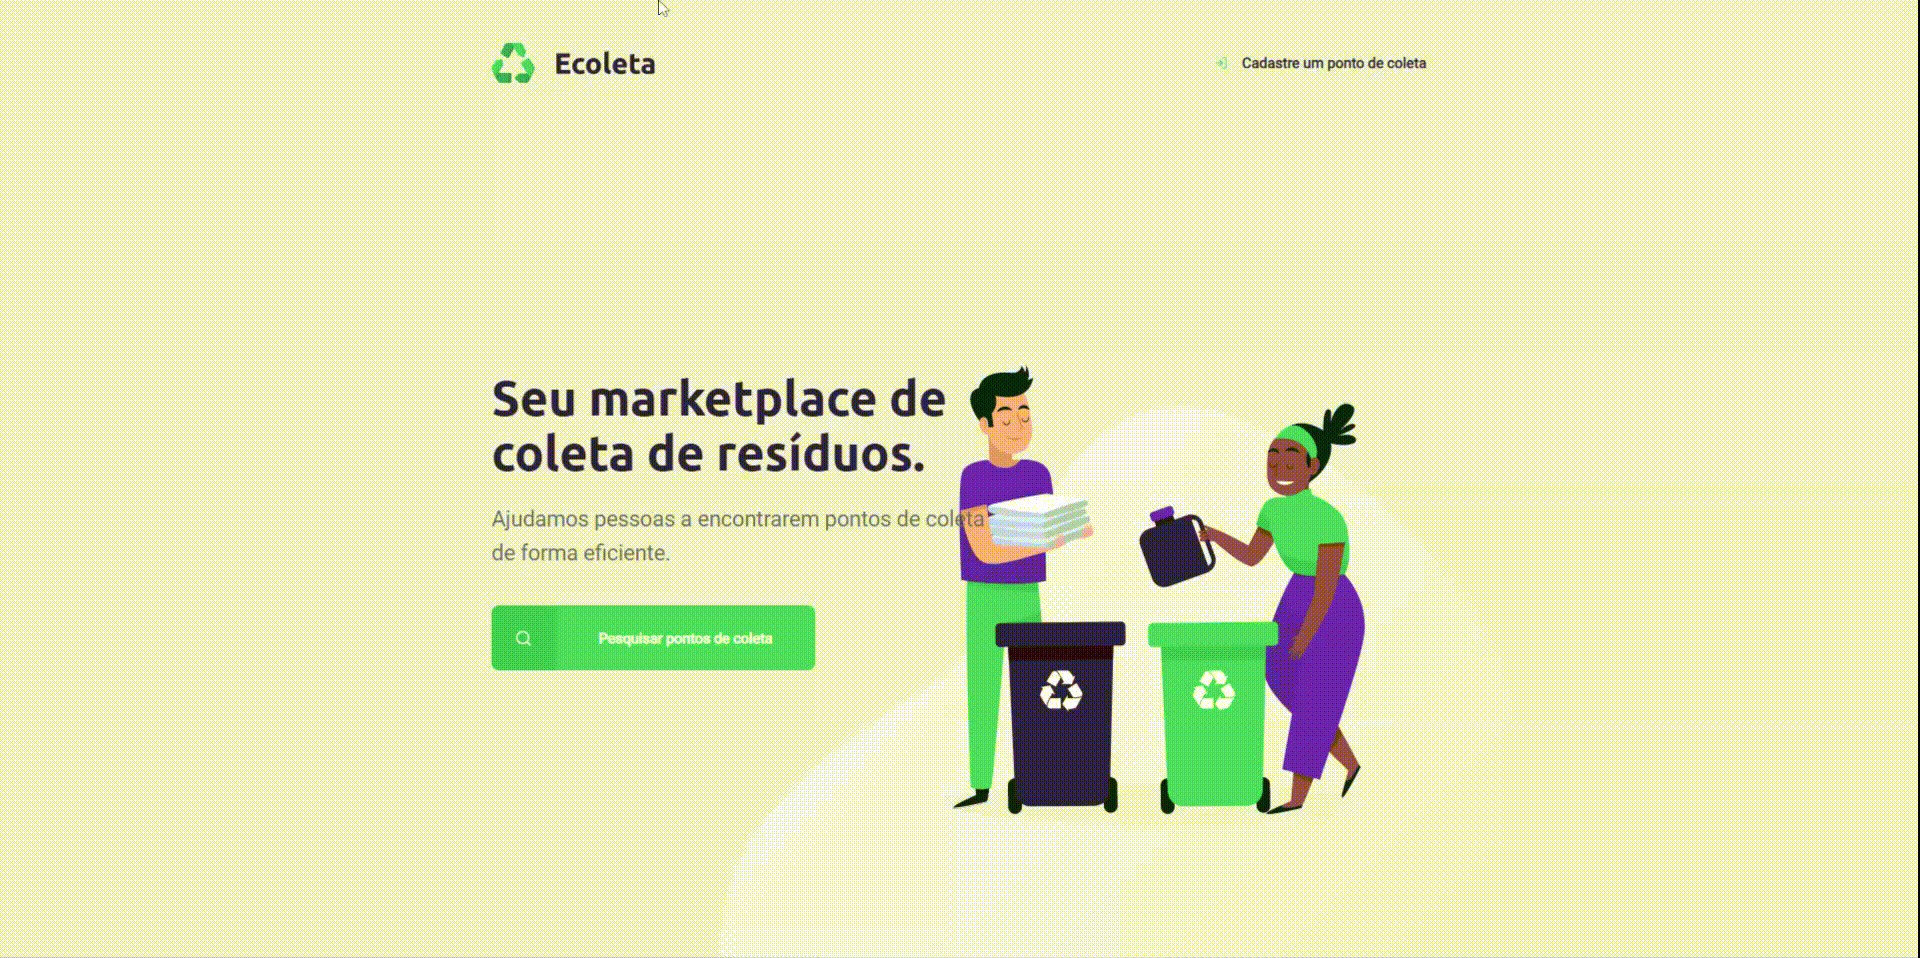 Ecoleta
Cadastre um ponto de coleta
Seu marketplace de
coleta de resíduos.
Ajudamos pessoas a encontrarem pontos de coleta
de forma eficiente.
Pesquisar pontos de coleta